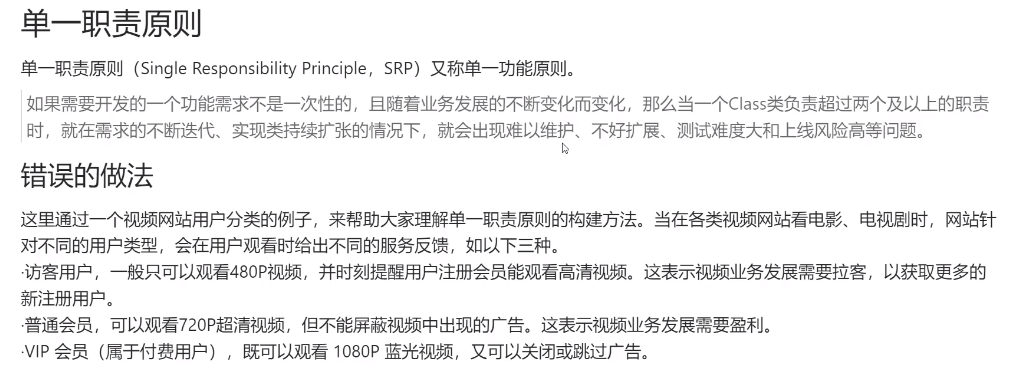 单一职责原则
单一职责原则（Single Responsibility Principle，SRP）又称单一功能原则。
如果需要开发的一个功能需求不是一次性的，且随着业务发展的不断变化而变化，那么当一个Class类负责超过两个及以上的职责
时，就在需求的不断迭代、实现类持续扩张的情况下，就会出现难以维护、不好扩展、测试难度大和上线风险高等问题。
错误的做法
这里通过一个视频网站用户分类的例子，来帮助大家理解单一职责原则的构建方法。当在各类视频网站看电影、电视剧时，网站针
对不同的用户类型，会在用户观看时给出不同的服务反馈，如以下三种。
·访客用户，一般只可以观看480P视频，并时刻提醒用户注册会员能观看高清视频。这表示视频业务发展需要拉客，以获取更多的
新注册用户。
·普通会员，可以观看720P超清视频，但不能屏蔽视频中出现的广告。这表示视频业务发展需要盈利。
·VIP 会员（属于付费用户），既可以观看 1080P 蓝光视频，又可以关闭或跳过广告。